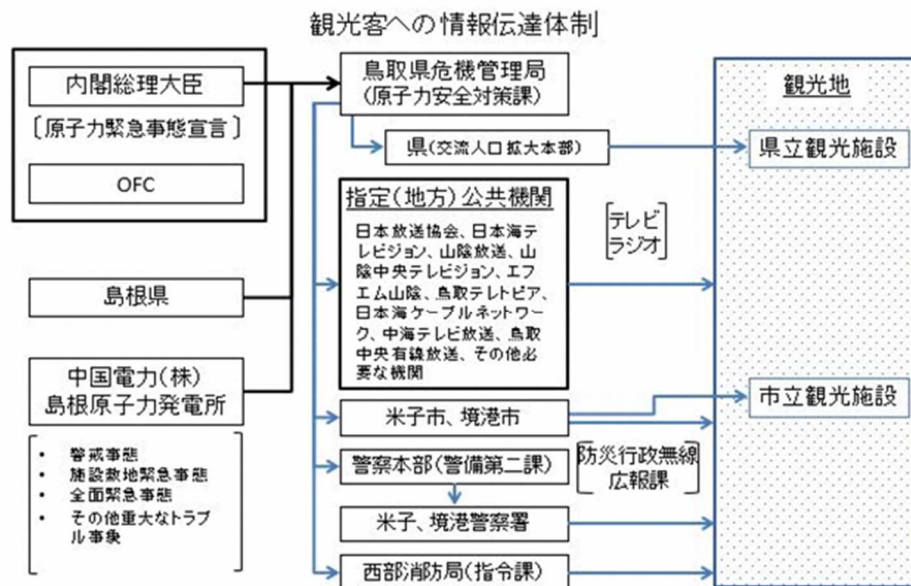 観光客への情報伝達体制
内閣総理大臣
〔原子力緊急事態宣言〕
OFC
島根県
中国電力(株)
島根原子力発電所
・ 警戒事態
・ 施設敷地緊急事態
・ 全面緊急事態
・ その他重大なトラブ
ル事象
鳥取県危機管理局
(原子力安全対策課)
県(交流人口拡大本部)
指定(地方)公共機関
日本放送協会、日本海テ
レビジョン、山陰放送、山
陰中央テレビジョン、エフ
エム山陰、鳥取テレトピア、
日本海ケーブルネットワー
ク、中海テレビ放送、鳥取
中央有線放送、その他必
要な機関
米子市、境港市
警察本部(警備第二課)
米子、境港警察署
西部消防局(指令課)
テレビ
ラジオ
防災行政無線
広報課
観光地
県立観光施設
市立観光施設